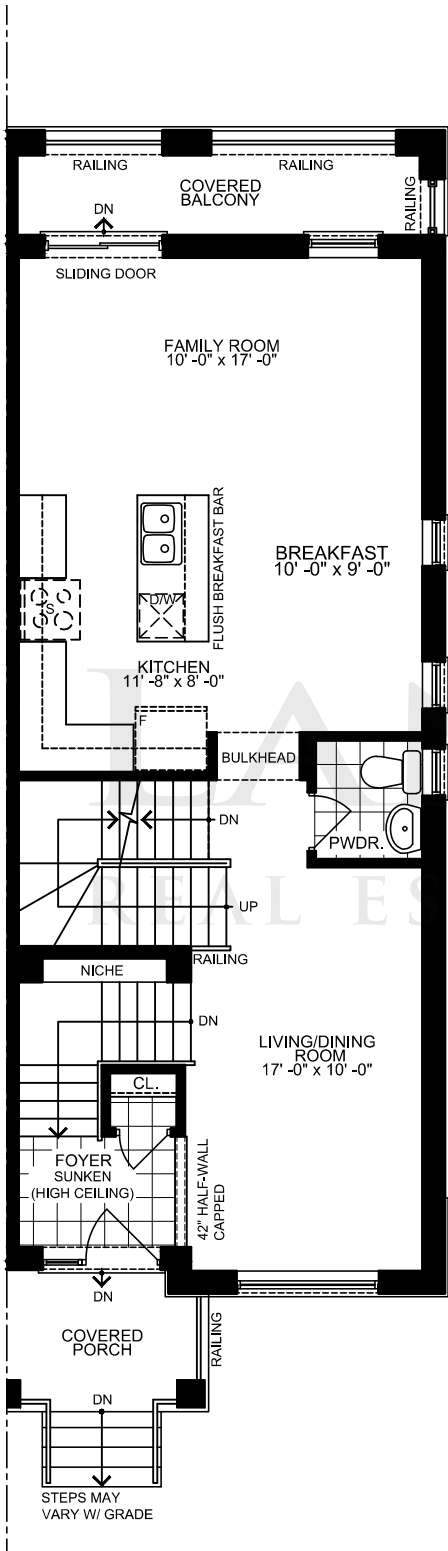 RAILING
RAILING
COVERED
BALCONY
RAILING
DN
SLIDING DOOR
FAMILY ROOM
10' -0" x 17' -0"
FLUSH BREAKFAST BAR
BREAKFAST
10' -0" x 9' -0"
D/W
S
KITCHEN
11' -8" x 8' -0"
F
LA
BULKHEAD
DN
PWDR.
UP
REAL ES
RAILING
NICHE
DN
LIVING/DINING
ROOM
17' -0" x 10' -0"
CL.
FOYER
SUNKEN
(HIGH CEILING)
42" HALF-WALL
CAPPED
DN
COVERED
PORCH
RAILING
DN
STEPS MAY
VARY W/ GRADE